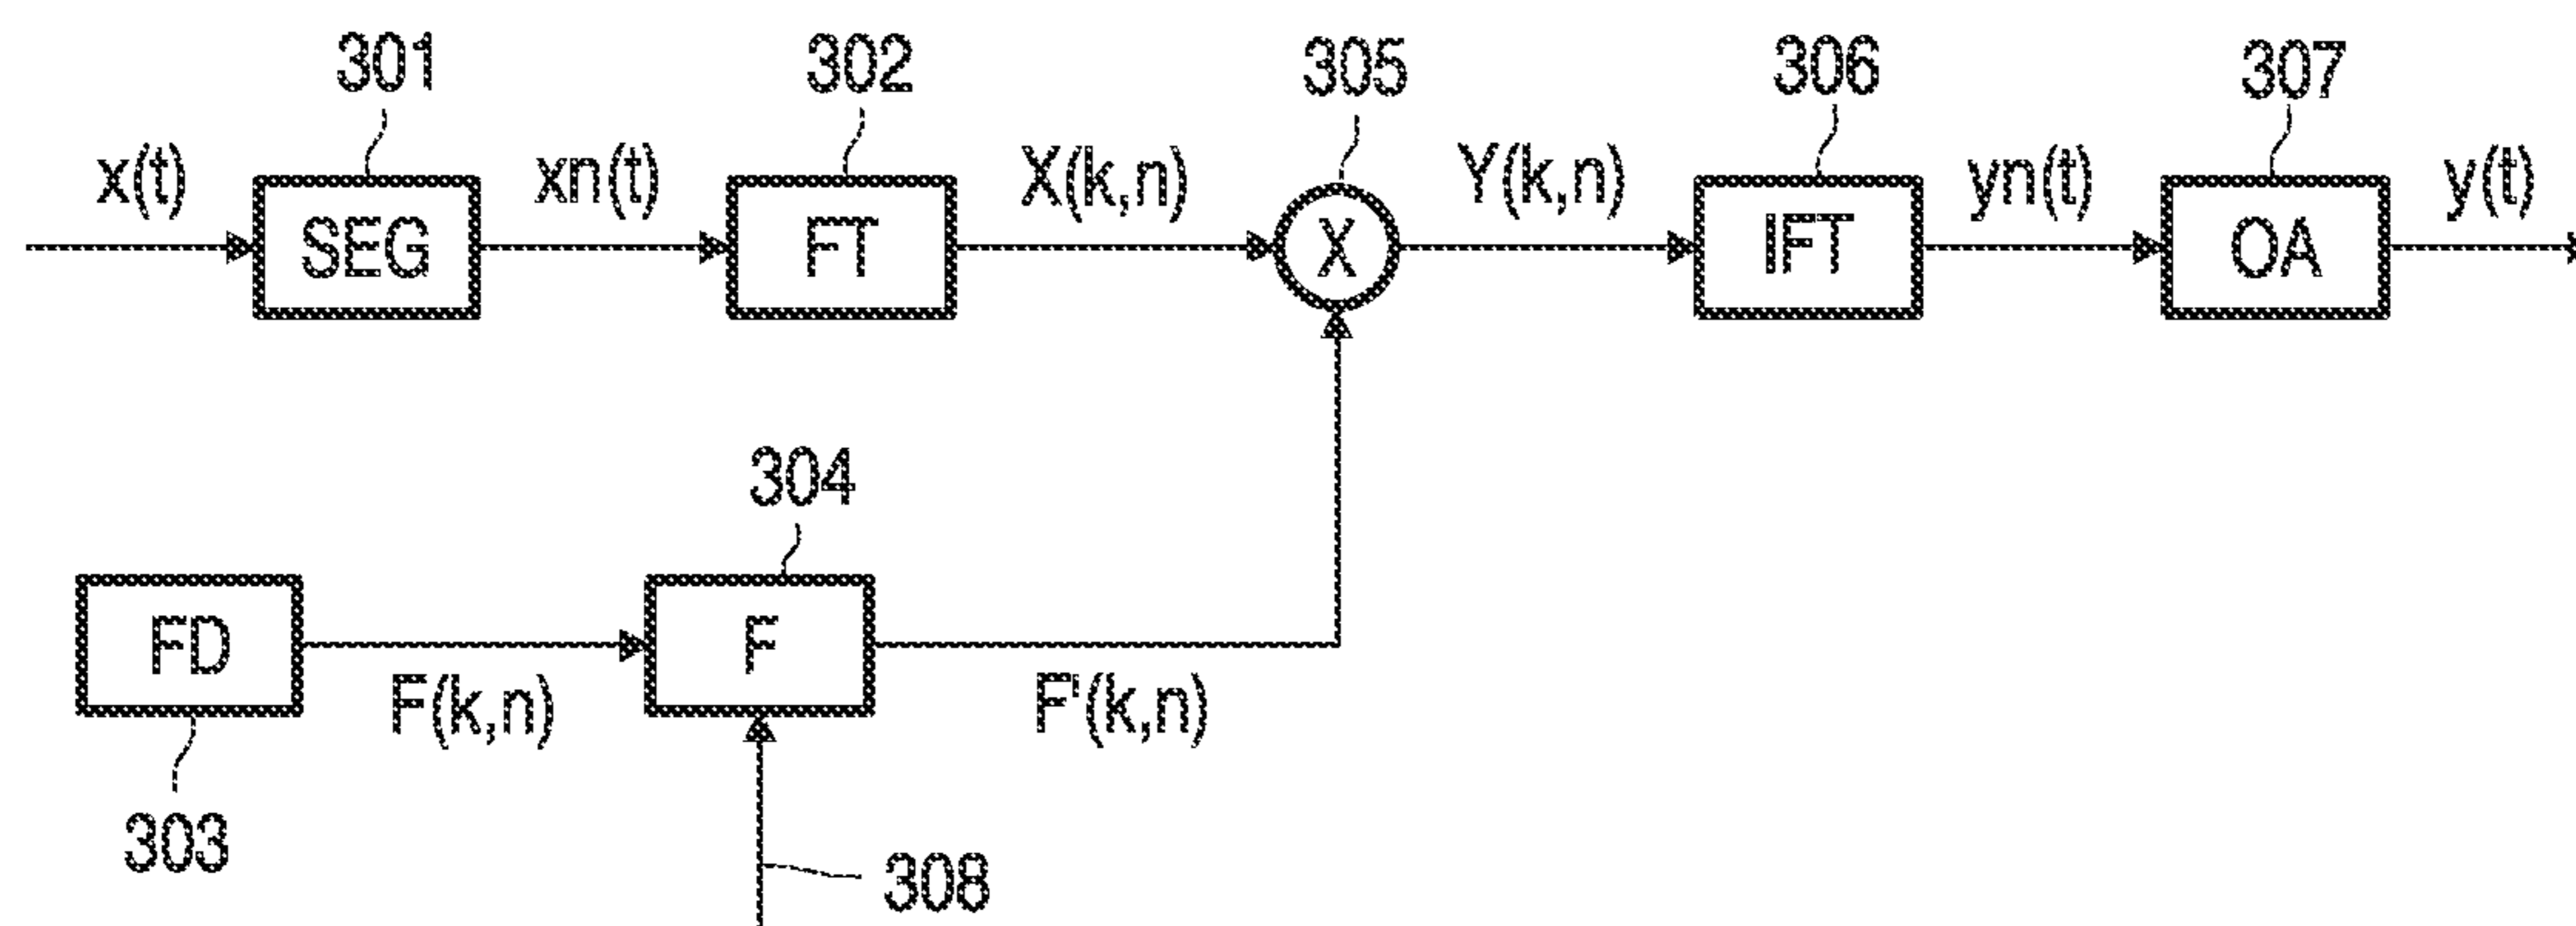 301 302 305 306 307
x(t) xn(t) X(k,n) Y(k,n) yn(t) y(t)
SEG FT X IFT OA
304
FD F
F(k,n) F'(k,n)
303 308